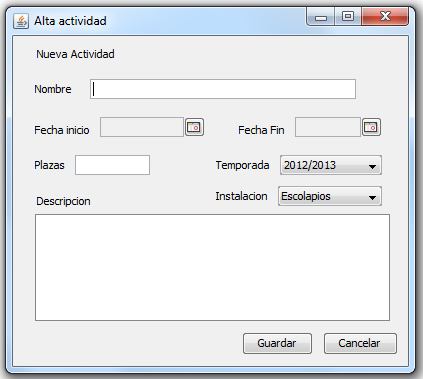 Alta actividad
Nueva Actividad
Nombre
Fecha inicio Fecha Fin
Plazas Temporada 2012/2013
Instalacion Escolapios
Descripcion
Guardar Cancelar